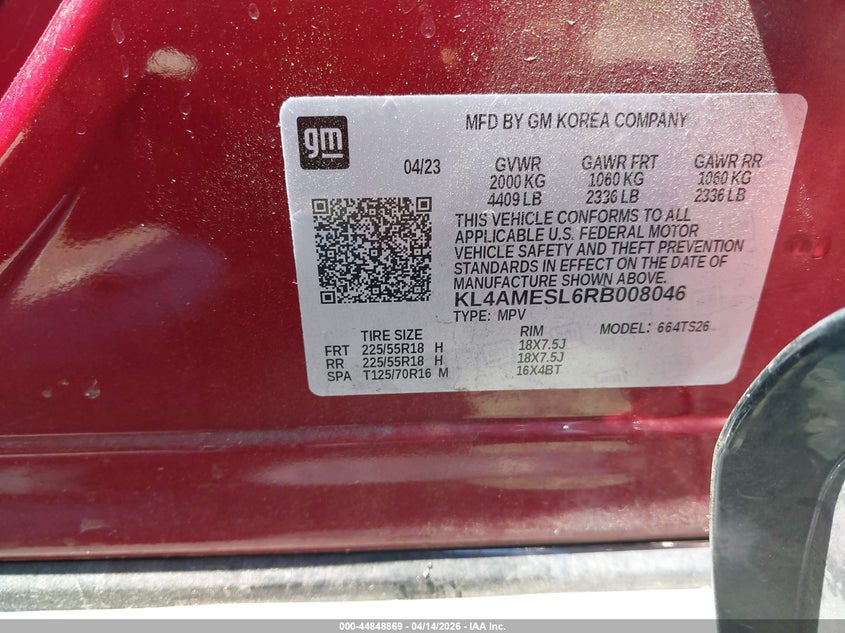 gm
MFD BY GM KOREA COMPANY
04/23 GVWR GAWR FRT GAWR RR
2000 KG 1060 KG 1060 KG
4409 LB 2336 LB 2336 LB
THIS VEHICLE CONFORMS TO ALL
APPLICABLE U.S. FEDERAL MOTOR
VEHICLE SAFETY AND THEFT PREVENTION
STANDARDS IN EFFECT ON THE DATE OF
MANUFACTURE SHOWN ABOVE.
KL4AMESL6RB008046
TYPE: MPV MODEL: 664TS26
TIRE SIZE RIM
FRT 225/55R18 H 18X7.5J
RR 225/55R18 H 18X7.5J
SPA T125/70R16 M 16X4BT
000-44848869 | 04/14/2026 - IAA Inc.